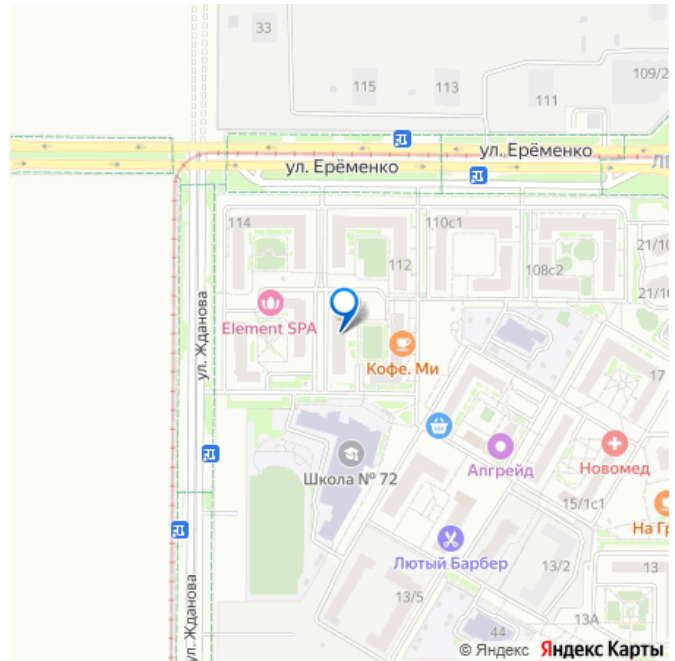 33
115
113
109/2
111
ул. Ерёменко
ул. Ерёменко
114
110с1
112
108с2
21/10
21/10
Element SPA
ул. Жданова
Кофе. Ми
17
Апгрейд
Новомед
Школа № 72
15/1с1
На Гр
Лютый Барбер
13/2
13
13/5
13А
44
ул. Жданова
© Яндекс Яндекс Карты